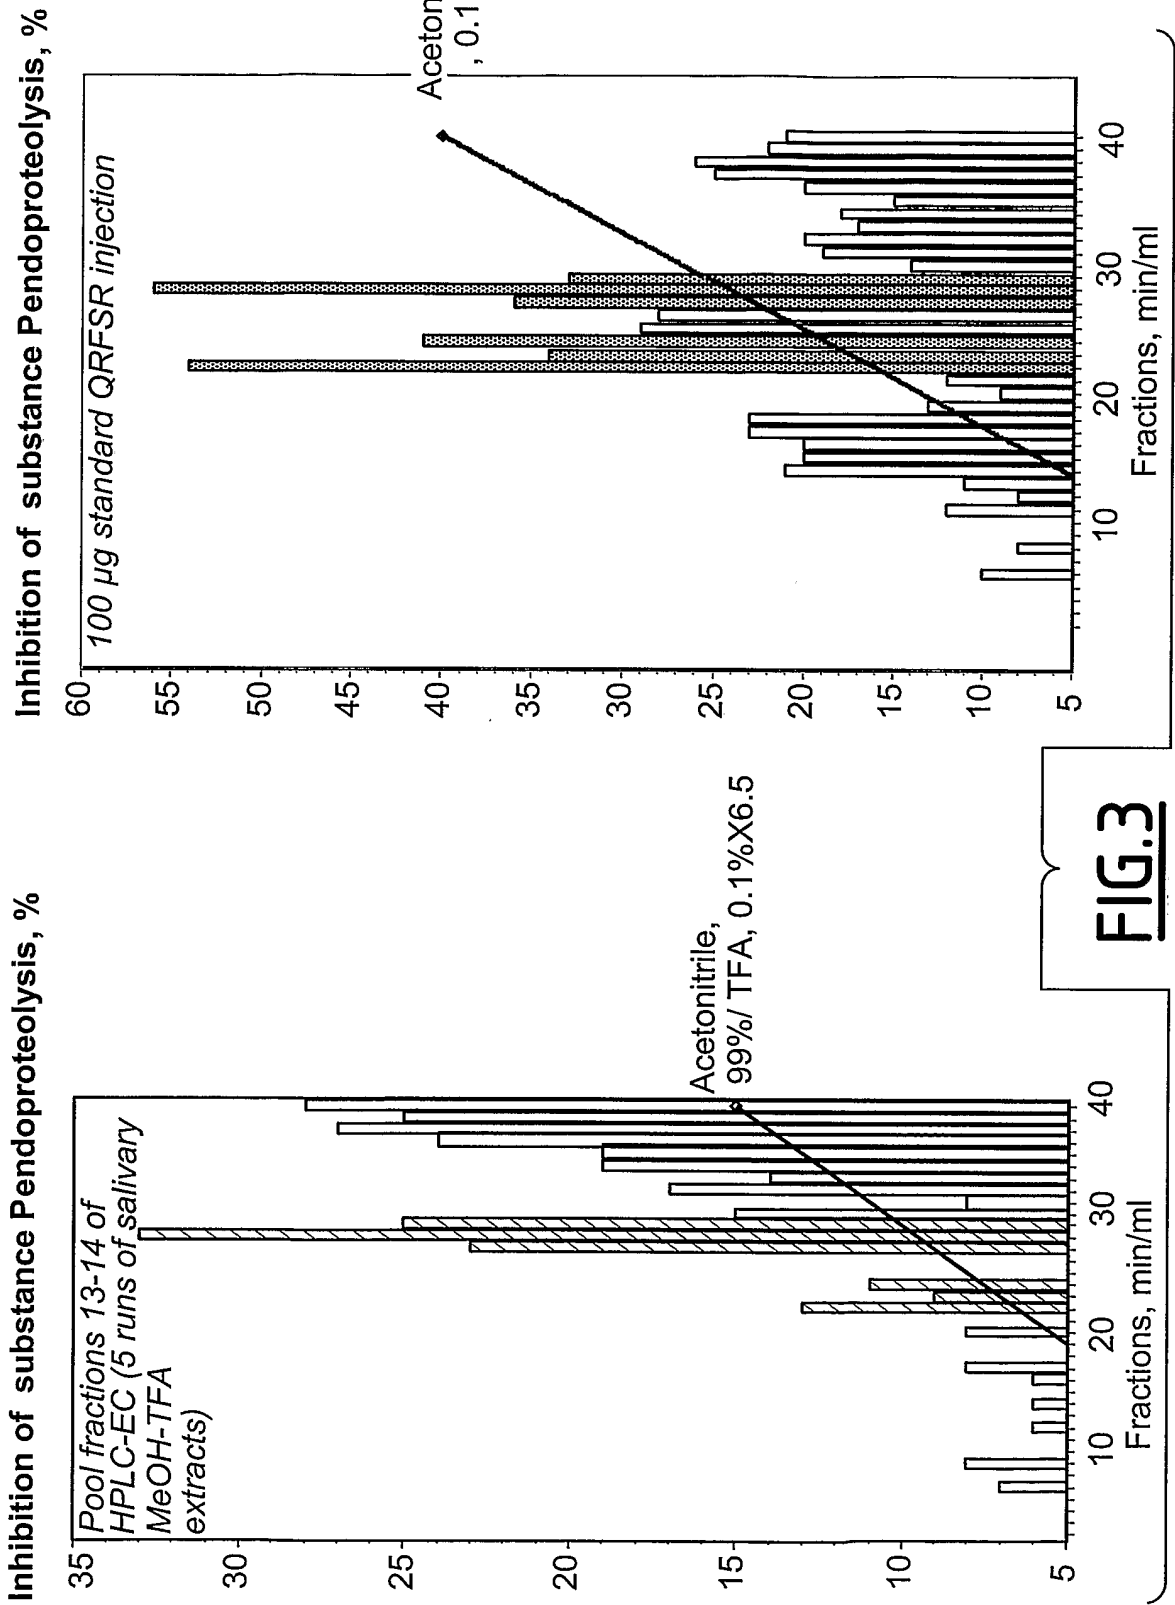 Inhibition of substance Pendoproteolysis, %
35
30
25
20
15
10
5
Pool fractions 13-14 of
HPLC-EC (5 runs of salivary
MeOH-TFA
extracts)
Acetonitrile,
99%/ TFA, 0.1%X6.5
10
20
30
40
Fractions, min/ml
Inhibition of substance Pendoproteolysis, %
60
55
50
45
40
35
30
25
20
15
10
5
100 µg standard QRFSR injection
Aceton
, 0.1
10
20
30
40
Fractions, min/ml
FIG.3